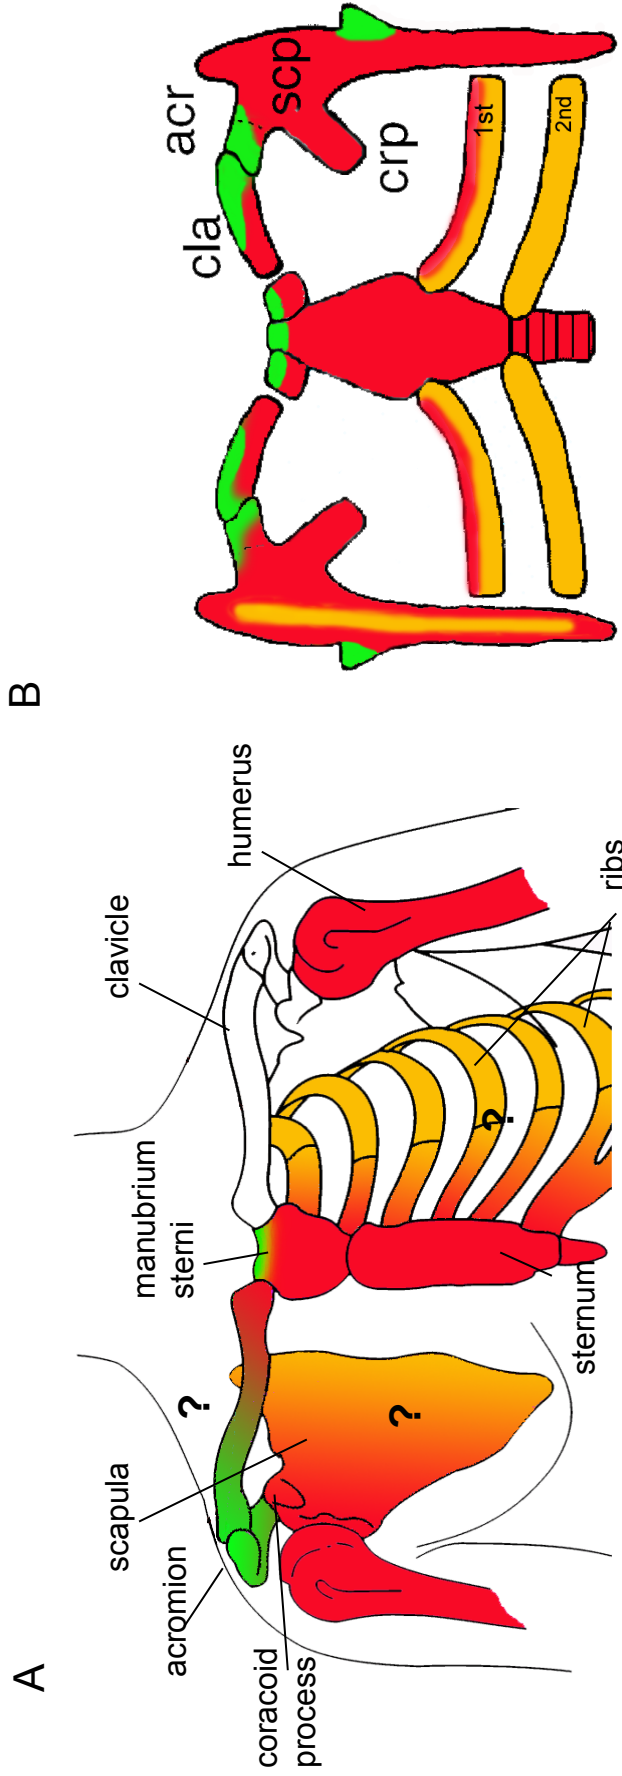 A
acromion
scapula
coracoid
process
?
?
manubrium
sterni
clavicle
humerus
?
ribs
sternum
B
cla
acr
scp
crp
1st
2nd